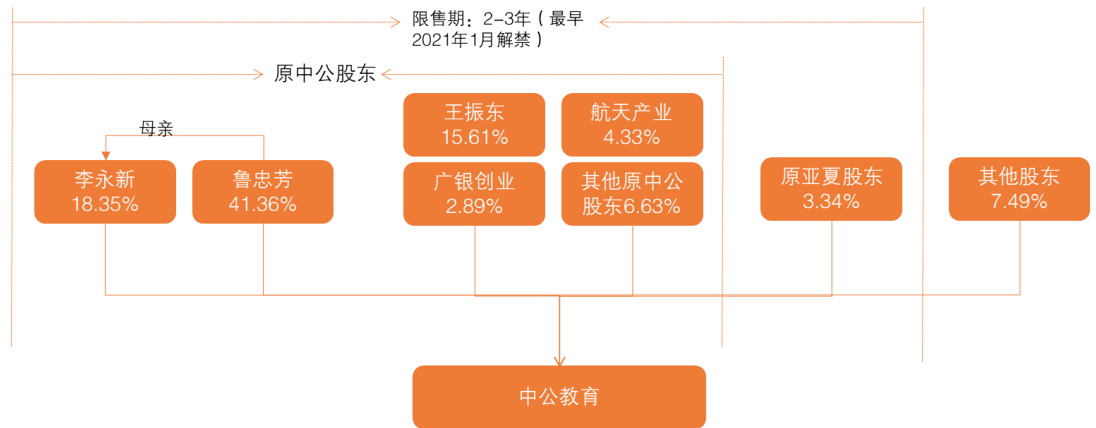 限售期：2-3年（最早
2021年1月解禁）
原中公股东
母亲
李永新
18.35%
鲁忠芳
41.36%
王振东
15.61%
航天产业
4.33%
广银创业
2.89%
其他原中公
股东6.63%
原亚夏股东
3.34%
其他股东
7.49%
中公教育